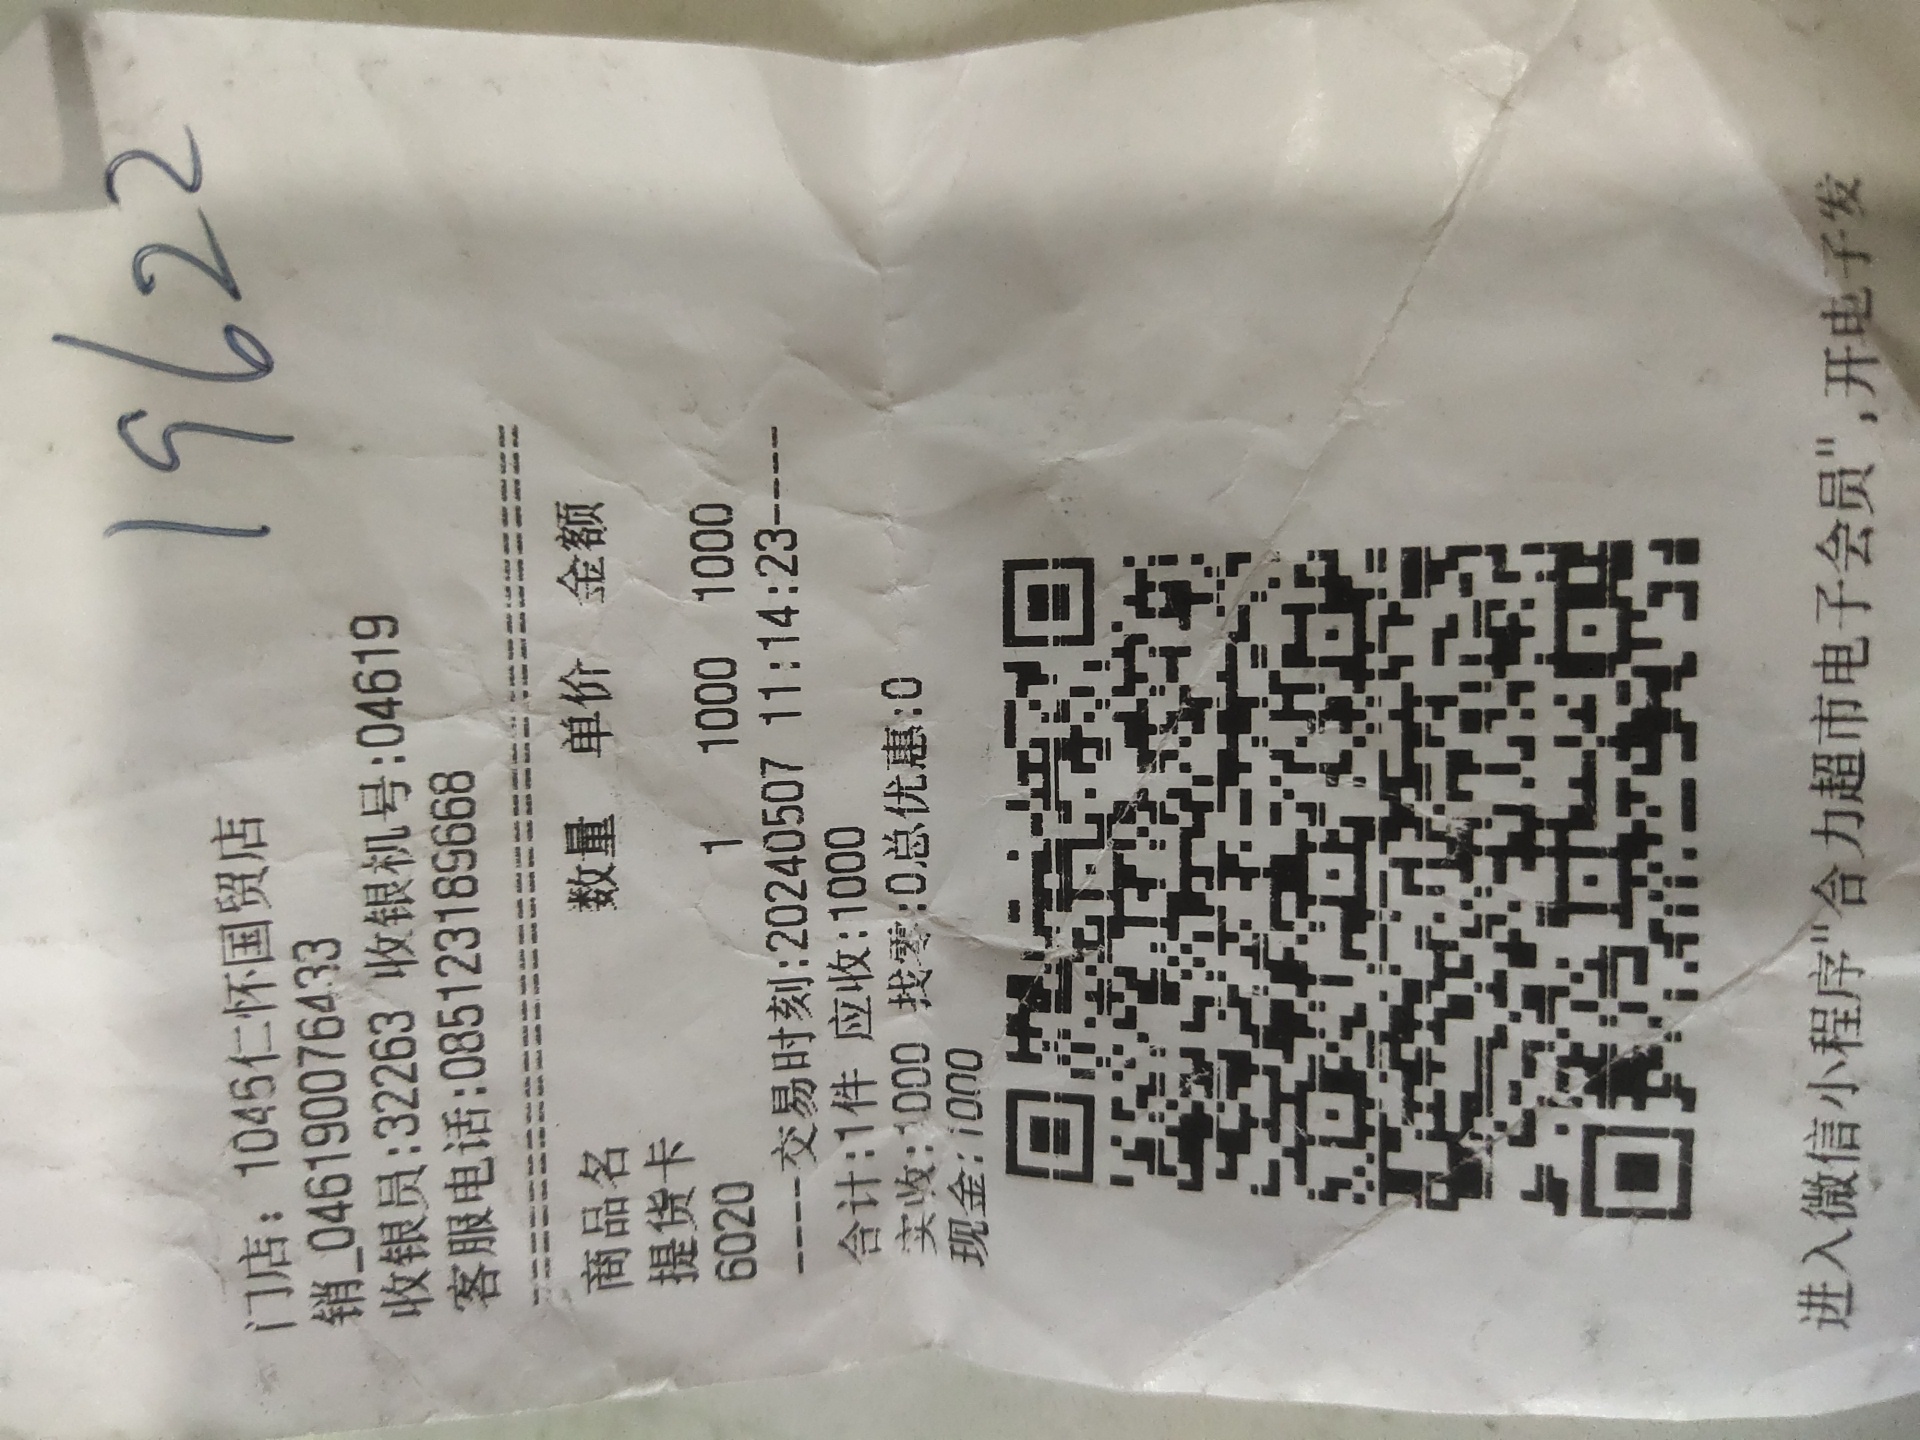 19622
门店: 1045仁怀国贸店
销_0461900076433
收银员:32263 收银机号:04619
客服电话:085123189668
商品名 数量 单价 金额
提货卡
6020 1 1000 1000
----交易时刻:20240507 11:14:23----
合计:1件 应收:1000
实收:1000 找零:0总优惠:0
现金:1000
进入微信小程序"合力超市电子会员",开电子发